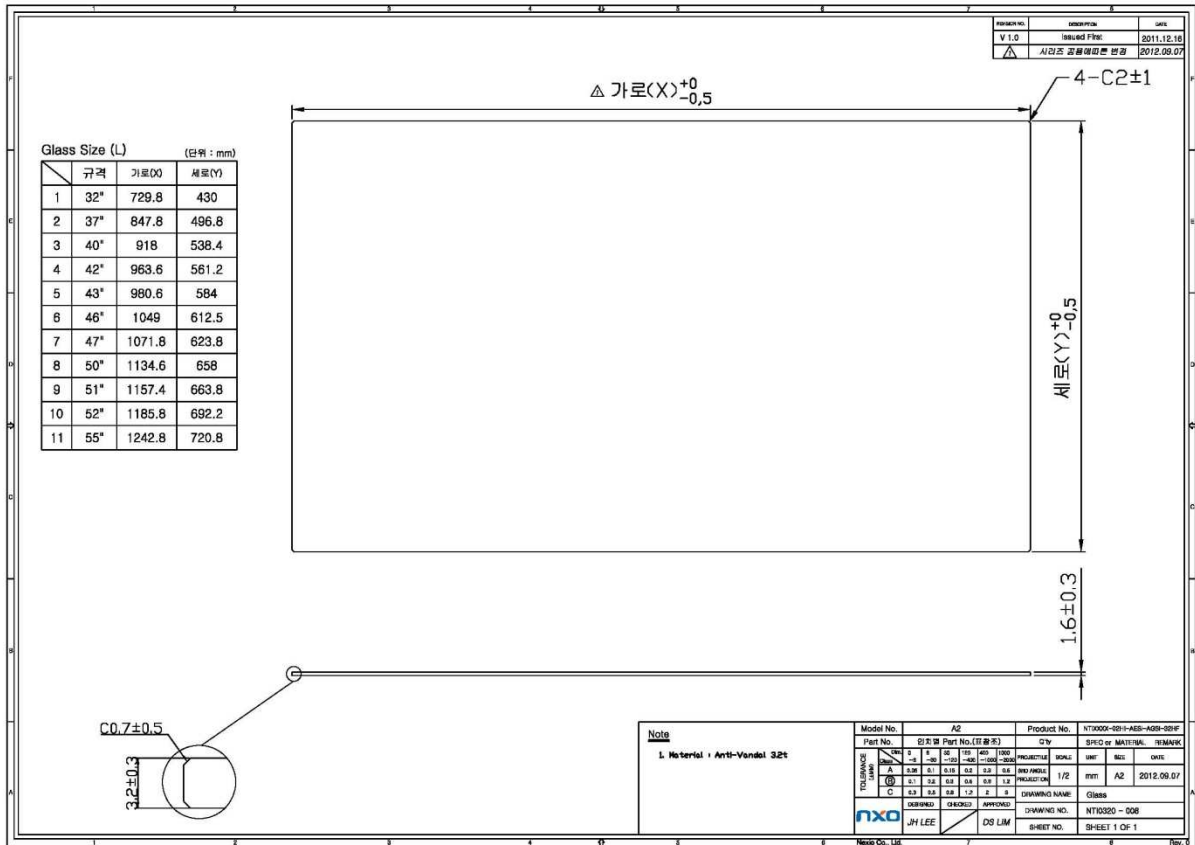 REVISION NO. DESCRIPTION DATE
V 1.0 Issued First 2011.12.16
시리즈 공용에따른 변경 2012.09.07
가로(X)+0 -0,5
4-C2±1
Glass Size (L) (단위 : mm)
규격 가로(X) 세로(Y)
1 32" 729.8 430
2 37" 847.8 496.8
3 40" 918 538.4
4 42" 963.6 561.2
5 43" 980.6 584
6 46" 1049 612.5
7 47" 1071.8 623.8
8 50" 1134.6 658
9 51" 1157.4 663.8
10 52" 1185.8 692.2
11 55" 1242.8 720.8
세로(Y)+0 -0,5
1.6±0.3
C0.7±0.5
3.2±0.3
Note
1. Material : Anti-Vandal 3.2t
Model No. A2 Product No.
Part No. Part No. Q'ty SPEC or MATERIAL REMARK
TOLERANCE
PROJECTILE SCALE UNIT SIZE DATE
3RD ANGLE PROJECTION 1/2 mm A2 2012.09.07
A
B
C
DRAWING NAME Glass
DESIGNED CHECKED APPROVED
DRAWING NO. NTI0320 - 008
nxo JH LEE DS LIM
SHEET NO. SHEET 1 OF 1
Nexio Co., Ltd. Rev. 0